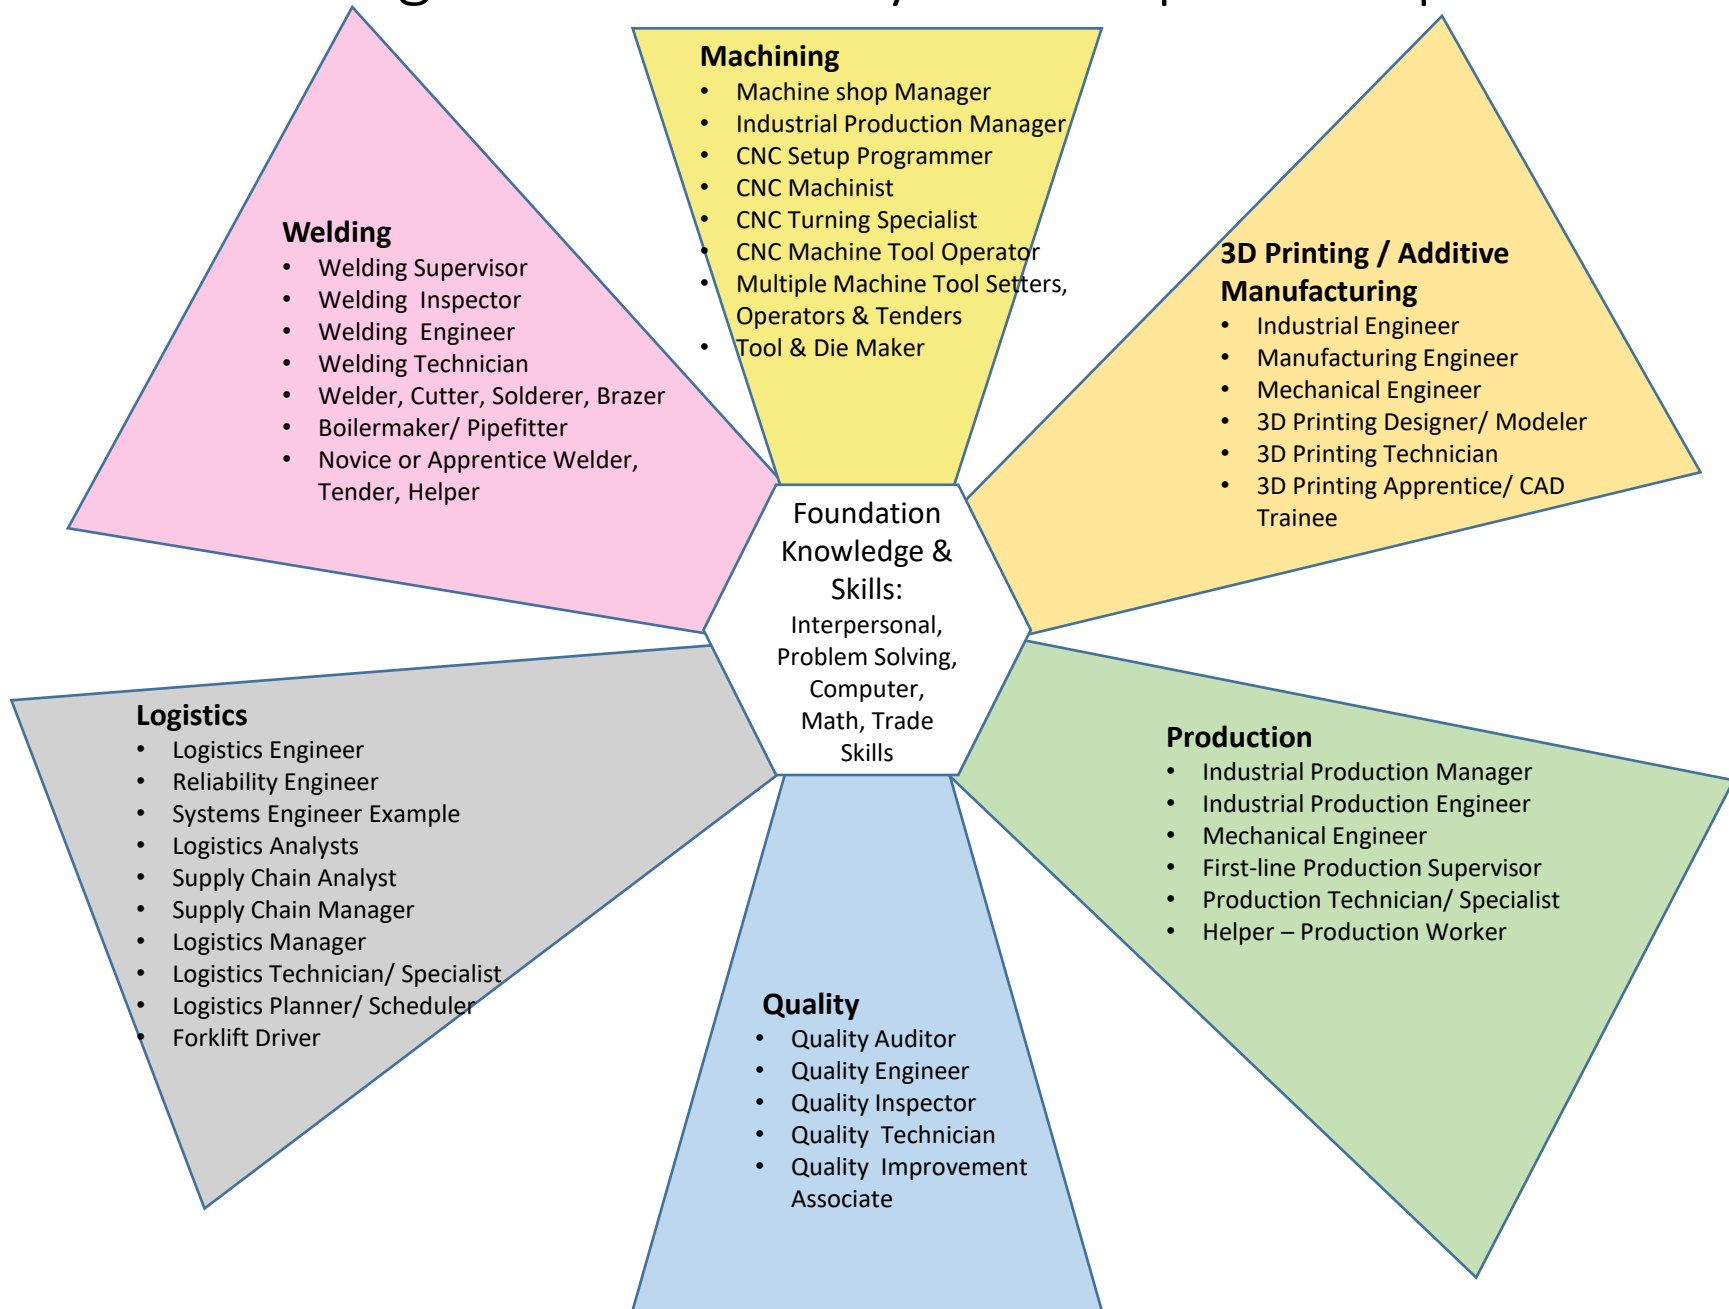 Machining
• Machine shop Manager
• Industrial Production Manager
• CNC Setup Programmer
• CNC Machinist
• CNC Turning Specialist
• CNC Machine Tool Operator
• Multiple Machine Tool Setters,
Operators & Tenders
• Tool & Die Maker
Welding
• Welding Supervisor
• Welding  Inspector
• Welding  Engineer
• Welding Technician
• Welder, Cutter, Solderer, Brazer
• Boilermaker/ Pipefitter
• Novice or Apprentice Welder,
Tender, Helper
3D Printing / Additive
Manufacturing
• Industrial Engineer
• Manufacturing Engineer
• Mechanical Engineer
• 3D Printing Designer/ Modeler
• 3D Printing Technician
• 3D Printing Apprentice/ CAD
Trainee
Foundation
Knowledge &
Skills:
Interpersonal,
Problem Solving,
Computer,
Math, Trade
Skills
Logistics
• Logistics Engineer
• Reliability Engineer
• Systems Engineer Example
• Logistics Analysts
• Supply Chain Analyst
• Supply Chain Manager
• Logistics Manager
• Logistics Technician/ Specialist
• Logistics Planner/ Scheduler
• Forklift Driver
Production
• Industrial Production Manager
• Industrial Production Engineer
• Mechanical Engineer
• First-line Production Supervisor
• Production Technician/ Specialist
• Helper – Production Worker
Quality
• Quality Auditor
• Quality Engineer
• Quality Inspector
• Quality  Technician
• Quality  Improvement
Associate